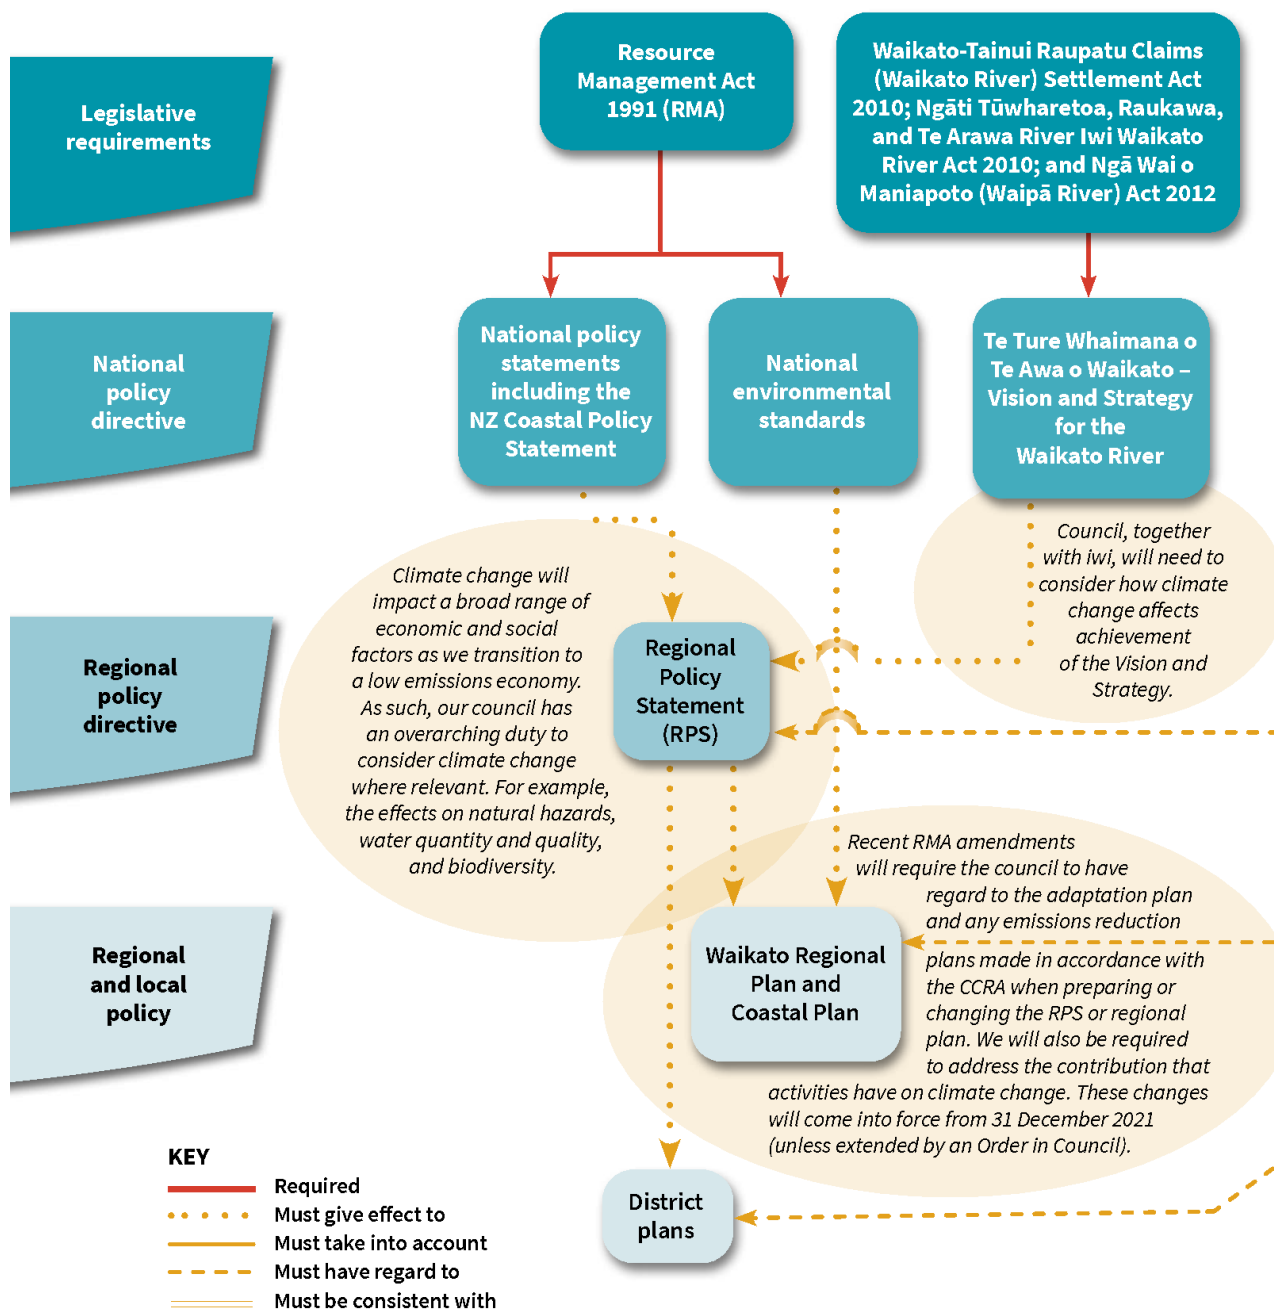 Legislative
requirements
Resource
Management Act
1991 (RMA)
Waikato-Tainui Raupatu Claims
(Waikato River) Settlement Act
2010; Ngāti Tūwharetoa, Raukawa,
and Te Arawa River Iwi Waikato
River Act 2010; and Ngā Wai o
Maniapoto (Waipā River) Act 2012
National
policy
directive
National policy
statements
including the
NZ Coastal Policy
Statement
National
environmental
standards
Te Ture Whaimana o
Te Awa o Waikato –
Vision and Strategy
for the
Waikato River
Council, together
with iwi, will need to
consider how climate
change affects
achievement
of the Vision and
Strategy.
Climate change will
impact a broad range of
economic and social
factors as we transition to
a low emissions economy.
As such, our council has
an overarching duty to
consider climate change
where relevant. For example,
the effects on natural hazards,
water quantity and quality,
and biodiversity.
Regional
policy
directive
Regional
Policy
Statement
(RPS)
Recent RMA amendments
will require the council to have
regard to the adaptation plan
and any emissions reduction
plans made in accordance with
the CCRA when preparing or
changing the RPS or regional
plan. We will also be required
to address the contribution that
activities have on climate change. These changes
will come into force from 31 December 2021
(unless extended by an Order in Council).
Regional
and local
policy
Waikato Regional
Plan and
Coastal Plan
District
plans
KEY
Required
Must give effect to
Must take into account
Must have regard to
Must be consistent with